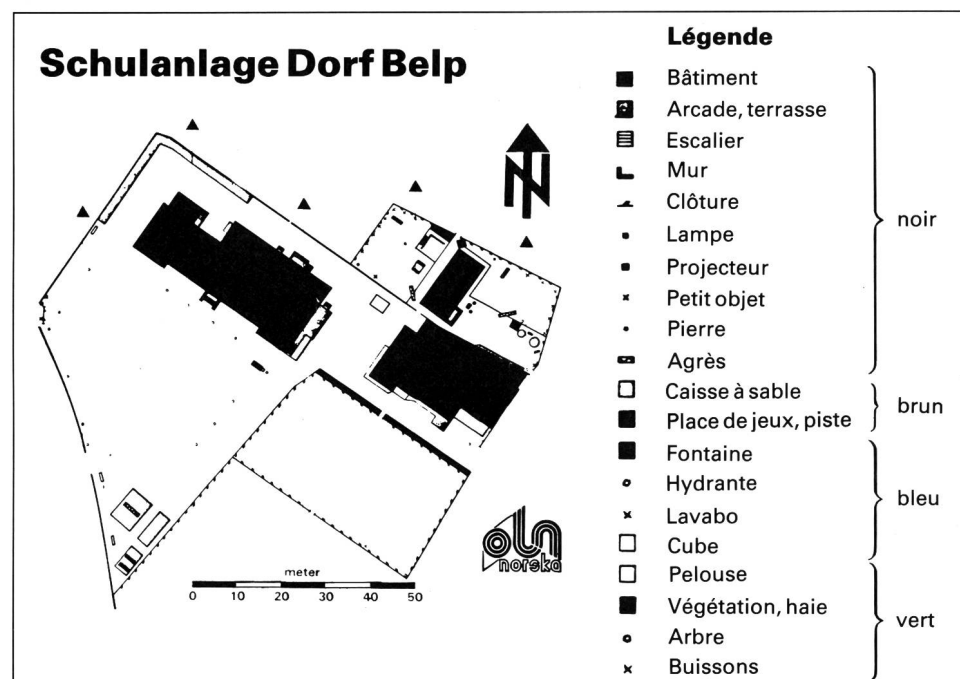 Schulanlage Dorf Belp
N
meter
0 10 20 30 40 50
oln
norska
Légende
Bâtiment
Arcade, terrasse
Escalier
Mur
Clôture
Lampe
Projecteur
Petit objet
Pierre
Agrès
noir
Caisse à sable
Place de jeux, piste
brun
Fontaine
Hydrante
Lavabo
Cube
bleu
Pelouse
Végétation, haie
Arbre
Buissons
vert